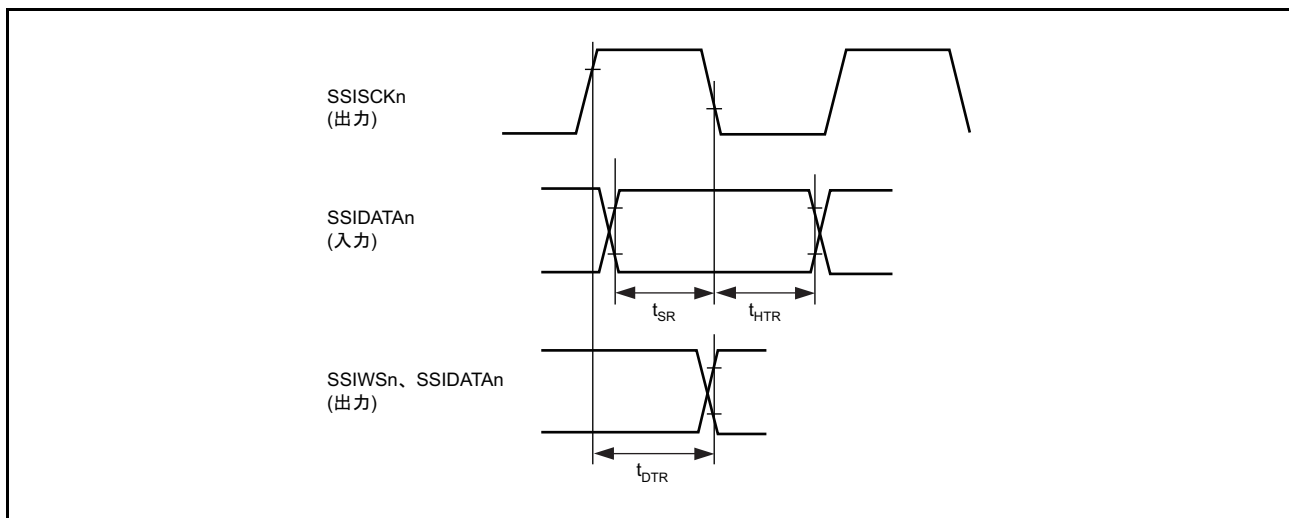 SSISCKn
(出力)
SSIDATAn
(入力)
tSR
tHTR
SSIWSn、SSIDATAn
(出力)
tDTR